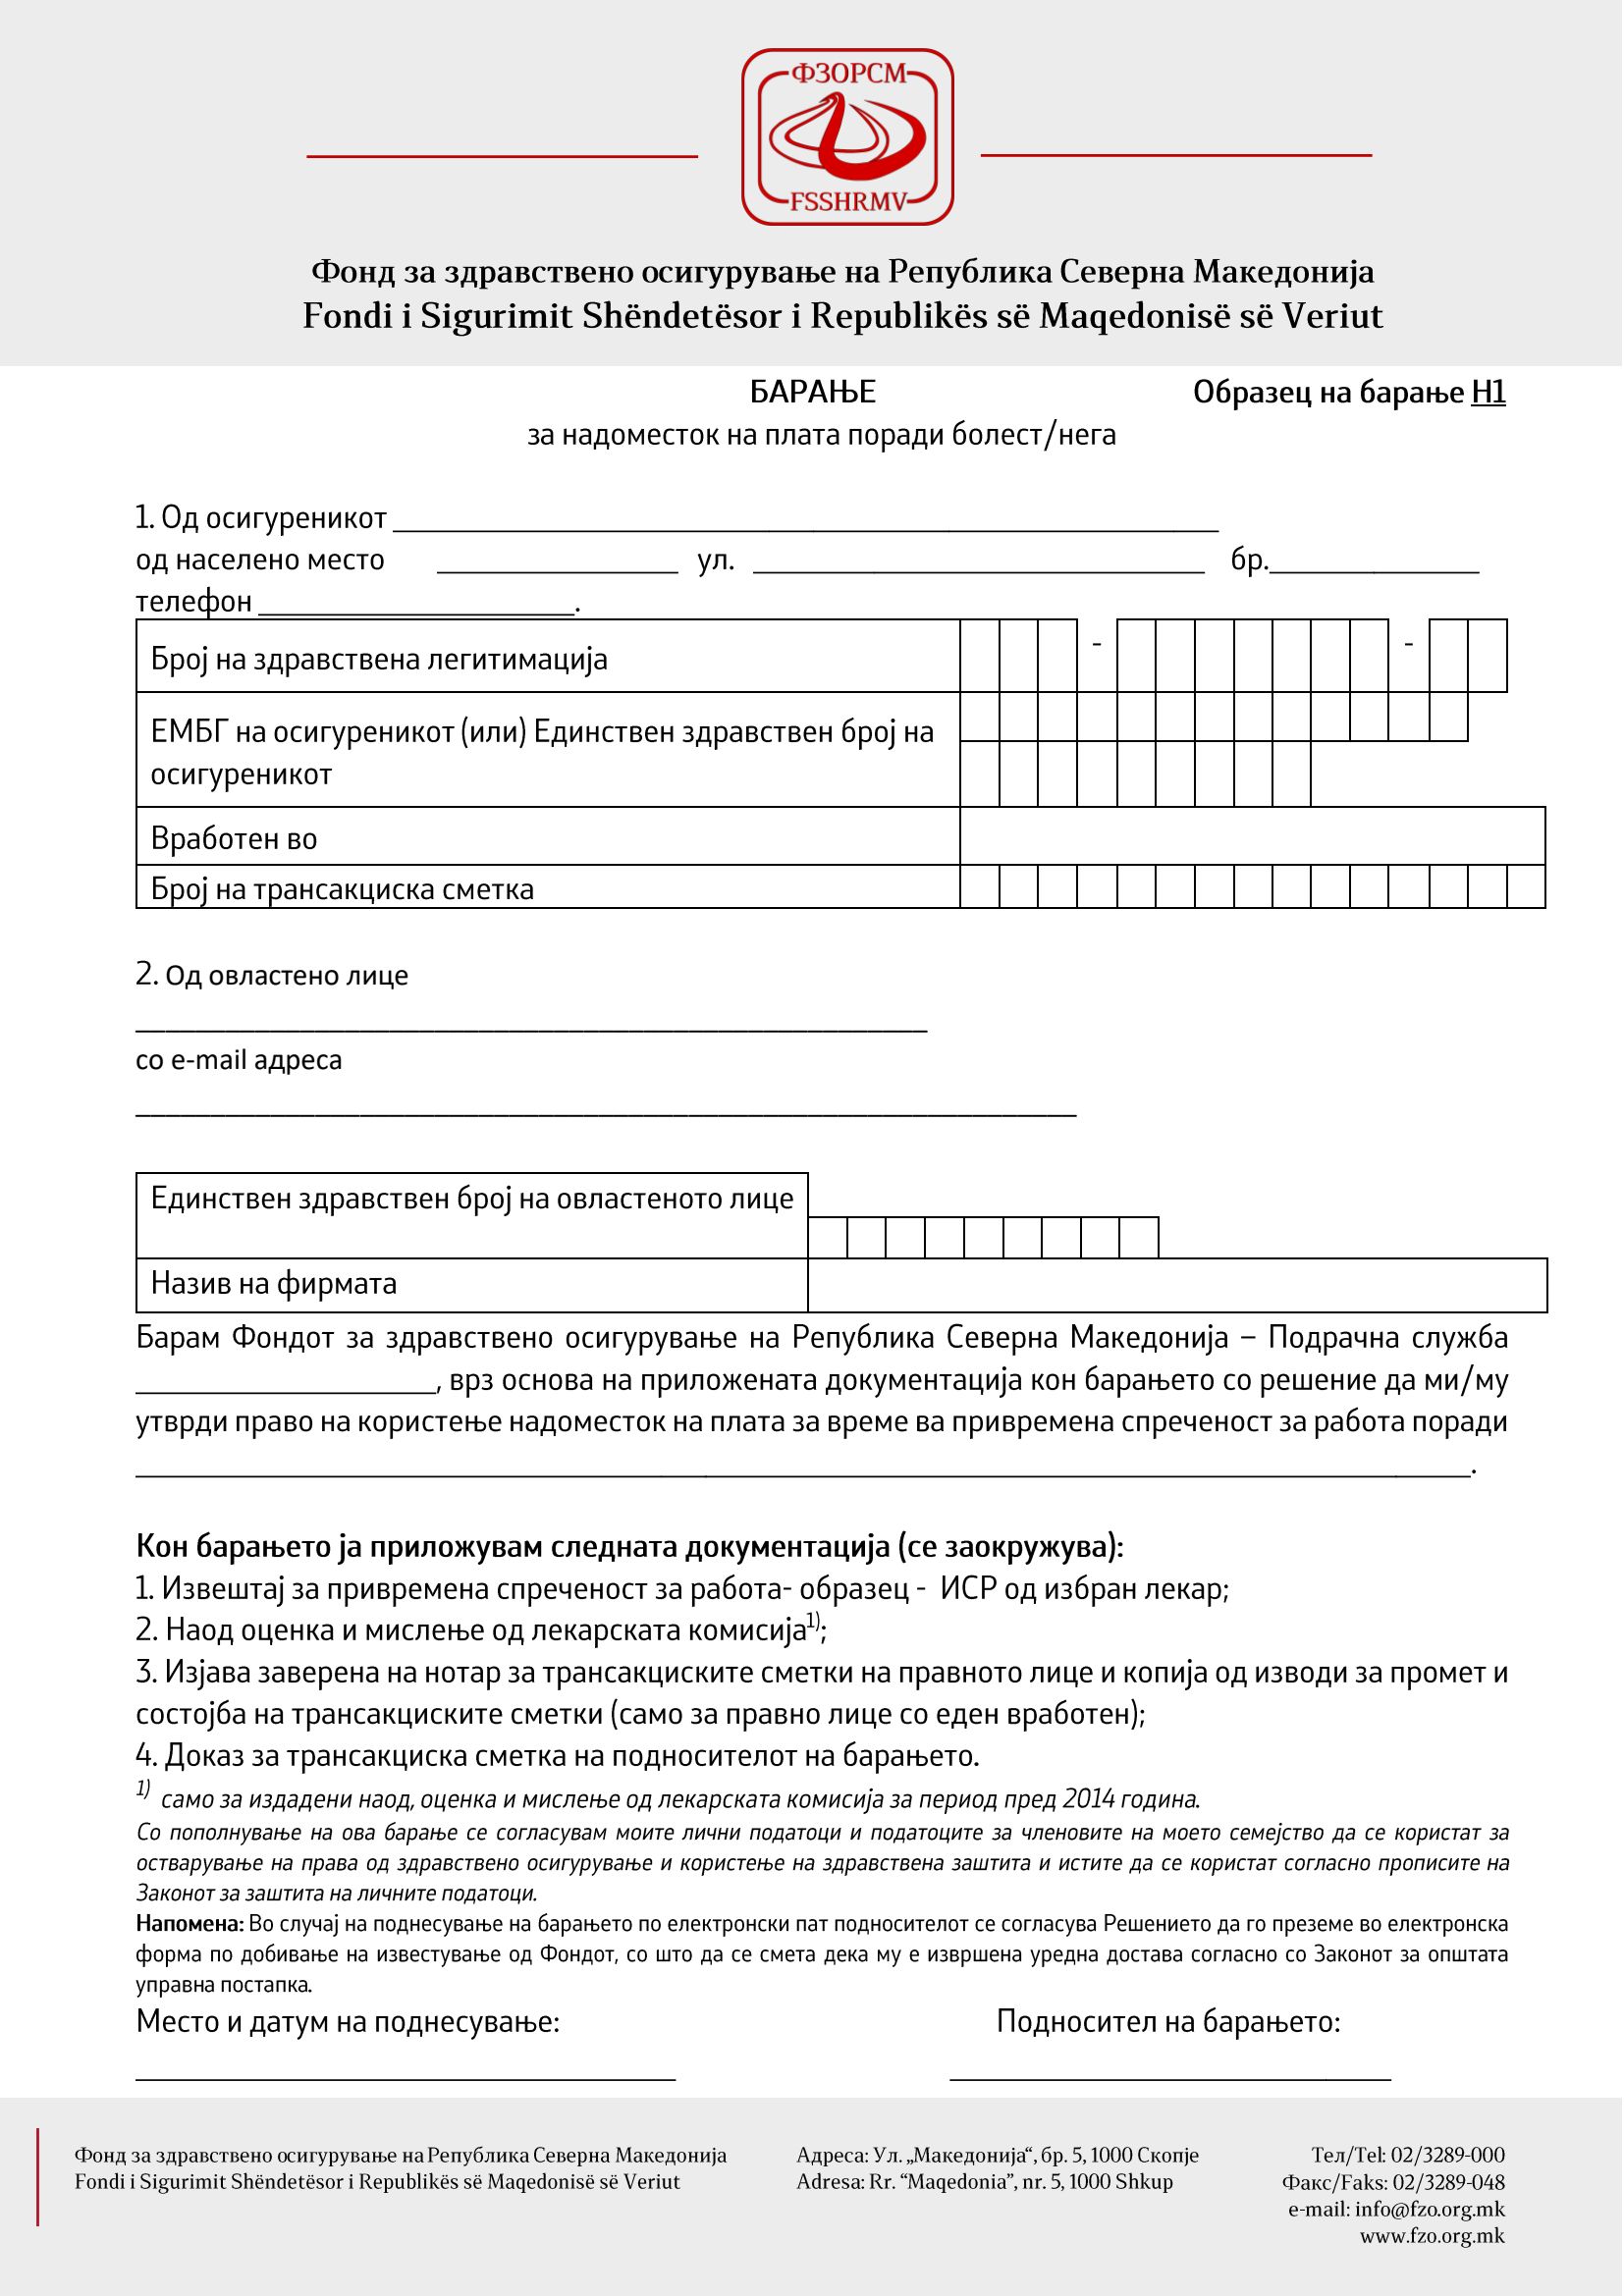 ФЗОРСМ
FSSHRMV
Фонд за здравствено осигурување на Република Северна Македонија
Fondi i Sigurimit Shëndetësor i Republikës së Maqedonisë së Veriut
БАРАЊЕ Образец на барање H1
за надоместок на плата поради болест/нега
1. Од осигуреникот ____________________
од населено место ____________ ул. ____________________ бр.__________
телефон ________________.
Број на здравствена легитимација - -
ЕМБГ на осигуреникот (или) Единствен здравствен број на
осигуреникот
Вработен во
Број на трансакциска сметка
2. Од овластено лице
____________________
со e-mail адреса
____________________
Единствен здравствен број на овластеното лице
Назив на фирмата
Барам Фондот за здравствено осигурување на Република Северна Македонија – Подрачна служба
____________________, врз основа на приложената документација кон барањето со решение да ми/му
утврди право на користење надоместок на плата за време ва привремена спреченост за работа поради
____________________.
Кон барањето ја приложувам следната документација (се заокружува):
1. Извештај за привремена спреченост за работа- образец - ИСР од избран лекар;
2. Наод оценка и мислење од лекарската комисија1);
3. Изјава заверена на нотар за трансакциските сметки на правното лице и копија од изводи за промет и
состојба на трансакциските сметки (само за правно лице со еден вработен);
4. Доказ за трансакциска сметка на подносителот на барањето.
1) само за издадени наод, оценка и мислење од лекарската комисија за период пред 2014 година.
Со пополнување на ова барање се согласувам моите лични податоци и податоците за членовите на моето семејство да се користат за
остварување на права од здравствено осигурување и користење на здравствена заштита и истите да се користат согласно прописите на
Законот за заштита на личните податоци.
Напомена: Во случај на поднесување на барањето по електронски пат подносителот се согласува Решението да го преземе во електронска
форма по добивање на известување од Фондот, со што да се смета дека му е извршена уредна достава согласно со Законот за општата
управна постапка.
Место и датум на поднесување: Подносител на барањето:
____________________ ____________________
Фонд за здравствено осигурување на Република Северна Македонија Адреса: Ул. „Македонија“, бр. 5, 1000 Скопје Тел/Tel: 02/3289-000
Fondi i Sigurimit Shëndetësor i Republikës së Maqedonisë së Veriut Adresa: Rr. “Maqedonia”, nr. 5, 1000 Shkup Факс/Faks: 02/3289-048
e-mail: info@fzo.org.mk
www.fzo.org.mk